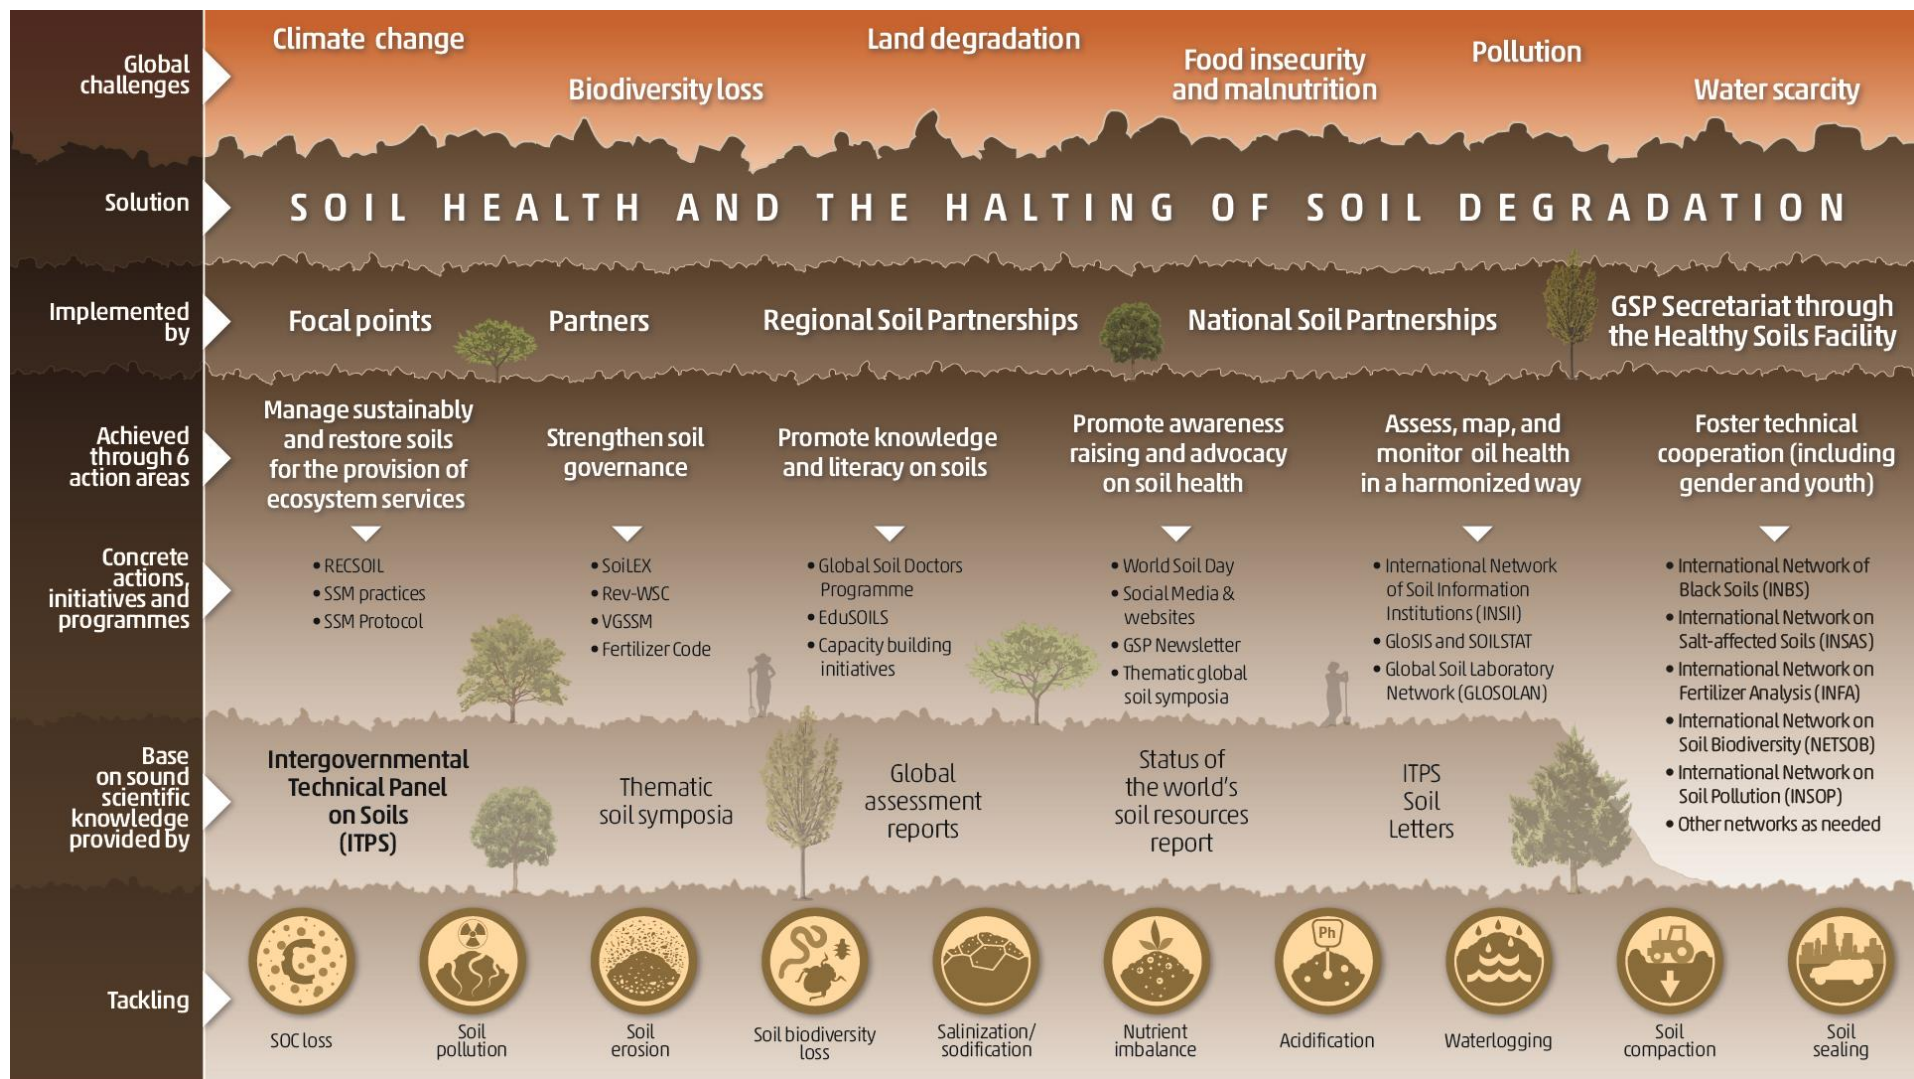 Global
challenges
Climate change
Biodiversity loss
Land degradation
Food insecurity
and malnutrition
Pollution
Water scarcity
Solution
SOIL HEALTH AND THE HALTING OF SOIL DEGRADATION
Implemented
by
Focal points
Partners
Regional Soil Partnerships
National Soil Partnerships
GSP Secretariat through
the Healthy Soils Facility
Achieved
through 6
action areas
Manage sustainably
and restore soils
for the provision of
ecosystem services
Strengthen soil
governance
Promote knowledge
and literacy on soils
Promote awareness
raising and advocacy
on soil health
Assess, map, and
monitor oil health
in a harmonized way
Foster technical
cooperation (including
gender and youth)
Concrete
actions,
initiatives and
programmes
• RECSOIL
• SSM practices
• SSM Protocol
• SoiLEX
• Rev-WSC
• VGSSM
• Fertilizer Code
• Global Soil Doctors
Programme
• EduSOILS
• Capacity building
initiatives
• World Soil Day
• Social Media &
websites
• GSP Newsletter
• Thematic global
soil symposia
• International Network
of Soil Information
Institutions (INSII)
• GloSIS and SOILSTAT
• Global Soil Laboratory
Network (GLOSOLAN)
• International Network of
Black Soils (INBS)
• International Network on
Salt-affected Soils (INSAS)
• International Network on
Fertilizer Analysis (INFA)
• International Network on
Soil Biodiversity (NETSOB)
• International Network on
Soil Pollution (INSOP)
• Other networks as needed
Base
on sound
scientific
knowledge
provided by
Intergovernmental
Technical Panel
on Soils
(ITPS)
Thematic
soil symposia
Global
assessment
reports
Status of
the world's
soil resources
report
ITPS
Soil
Letters
Tackling
C
Ph
SOC loss
Soil
pollution
Soil
erosion
Soil biodiversity
loss
Salinization/
sodification
Nutrient
imbalance
Acidification
Waterlogging
Soil
compaction
Soil
sealing